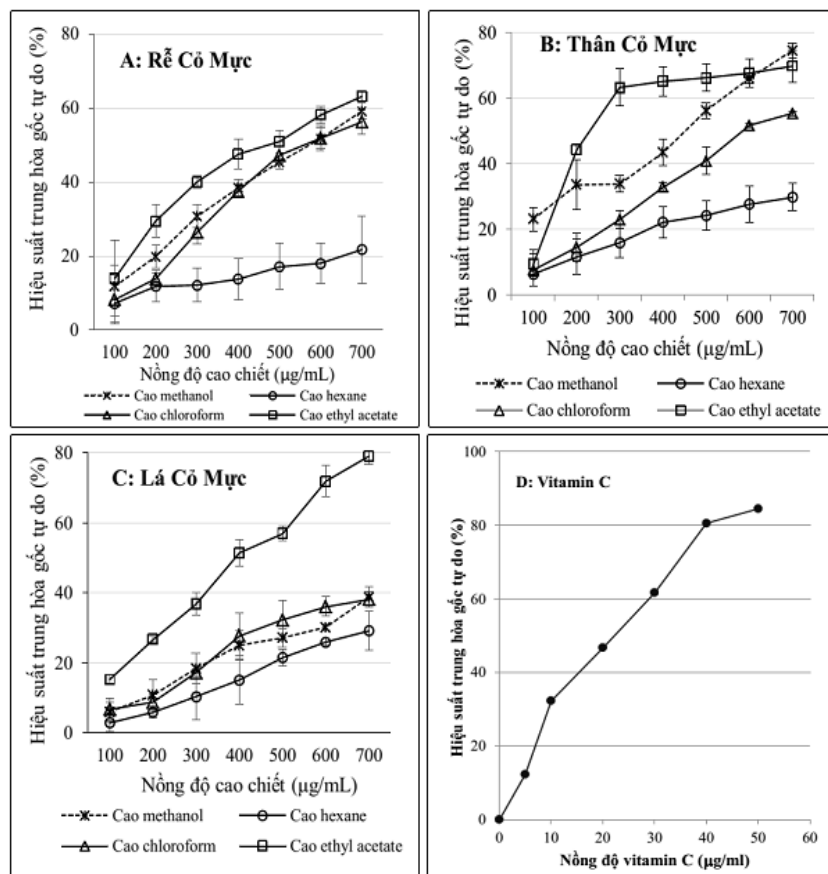 A: Rễ Cỏ Mực
Hiệu suất trung hòa gốc tự do (%)
80
60
40
20
0
100 200 300 400 500 600 700
Nồng độ cao chiết (µg/mL)
Cao methanol
Cao hexane
Cao chloroform
Cao ethyl acetate
B: Thân Cỏ Mực
Hiệu suất trung hòa gốc tự do (%)
80
60
40
20
0
100 200 300 400 500 600 700
Nồng độ cao chiết (µg/mL)
Cao methanol
Cao hexane
Cao chloroform
Cao ethyl acetate
C: Lá Cỏ Mực
Hiệu suất trung hòa gốc tự do (%)
80
60
40
20
0
100 200 300 400 500 600 700
Nồng độ cao chiết (µg/mL)
Cao methanol
Cao hexane
Cao chloroform
Cao ethyl acetate
D: Vitamin C
Hiệu suất trung hòa gốc tự do (%)
100
80
60
40
20
0
0 10 20 30 40 50 60
Nồng độ vitamin C (µg/ml)